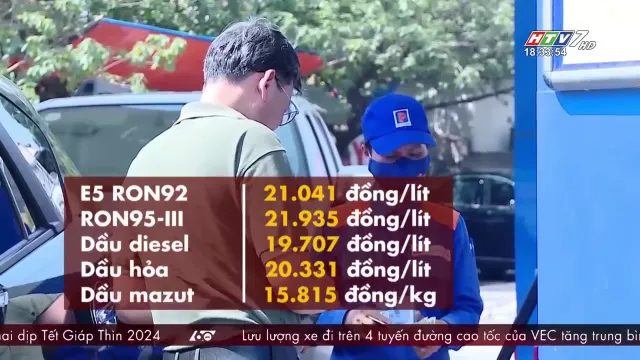 HTV7 HD
18:33:54
E5 RON92 21.041 đồng/lít
RON95-III 21.935 đồng/lít
Dầu diesel 19.707 đồng/lít
Dầu hỏa 20.331 đồng/lít
Dầu mazut 15.815 đồng/kg
dịp Tết Giáp Thìn 2024 60 Lưu lượng xe đi trên 4 tuyến đường cao tốc của VEC tăng trung